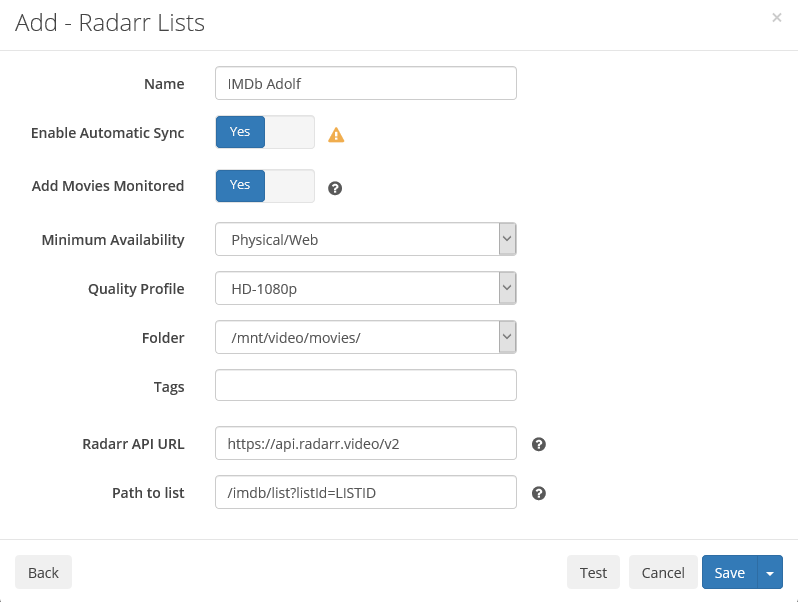 Add - Radarr Lists
×
Name
IMDb Adolf
Enable Automatic Sync
Yes
Add Movies Monitored
Yes
Minimum Availability
Physical/Web
Quality Profile
HD-1080p
Folder
/mnt/video/movies/
Tags
Radarr API URL
https://api.radarr.video/v2
Path to list
/imdb/list?listId=LISTID
Back
Test
Cancel
Save